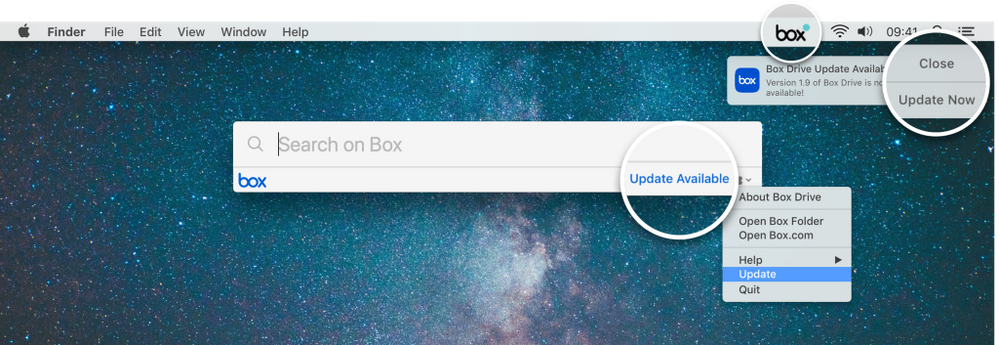 Finder File Edit View Window Help box 09:41
Close
Box Drive Update
box
Version 1.9 of Box Drive is
available!
Update Now
Search on Box
box Update Available
About Box Drive
Open Box Folder
Open Box.com
Help
Update
Quit